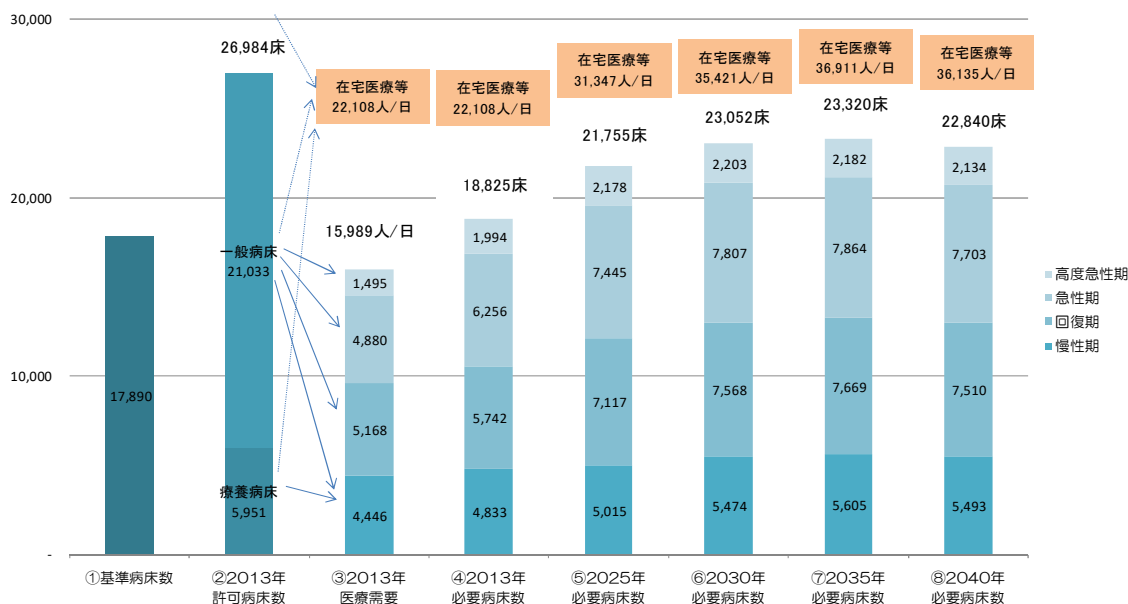 30,000
20,000
10,000
-
17,890
26,984床
一般病床
21,033
療養病床
5,951
在宅医療等
22,108人/日
15,989人/日
1,495
4,880
5,168
4,446
在宅医療等
22,108人/日
18,825床
1,994
6,256
5,742
4,833
在宅医療等
31,347人/日
21,755床
2,178
7,445
7,117
5,015
在宅医療等
35,421人/日
23,052床
2,203
7,807
7,568
5,474
在宅医療等
36,911人/日
23,320床
2,182
7,864
7,669
5,605
在宅医療等
36,135人/日
22,840床
2,134
7,703
7,510
5,493
高度急性期
急性期
回復期
慢性期
①基準病床数
②2013年
許可病床数
③2013年
医療需要
④2013年
必要病床数
⑤2025年
必要病床数
⑥2030年
必要病床数
⑦2035年
必要病床数
⑧2040年
必要病床数